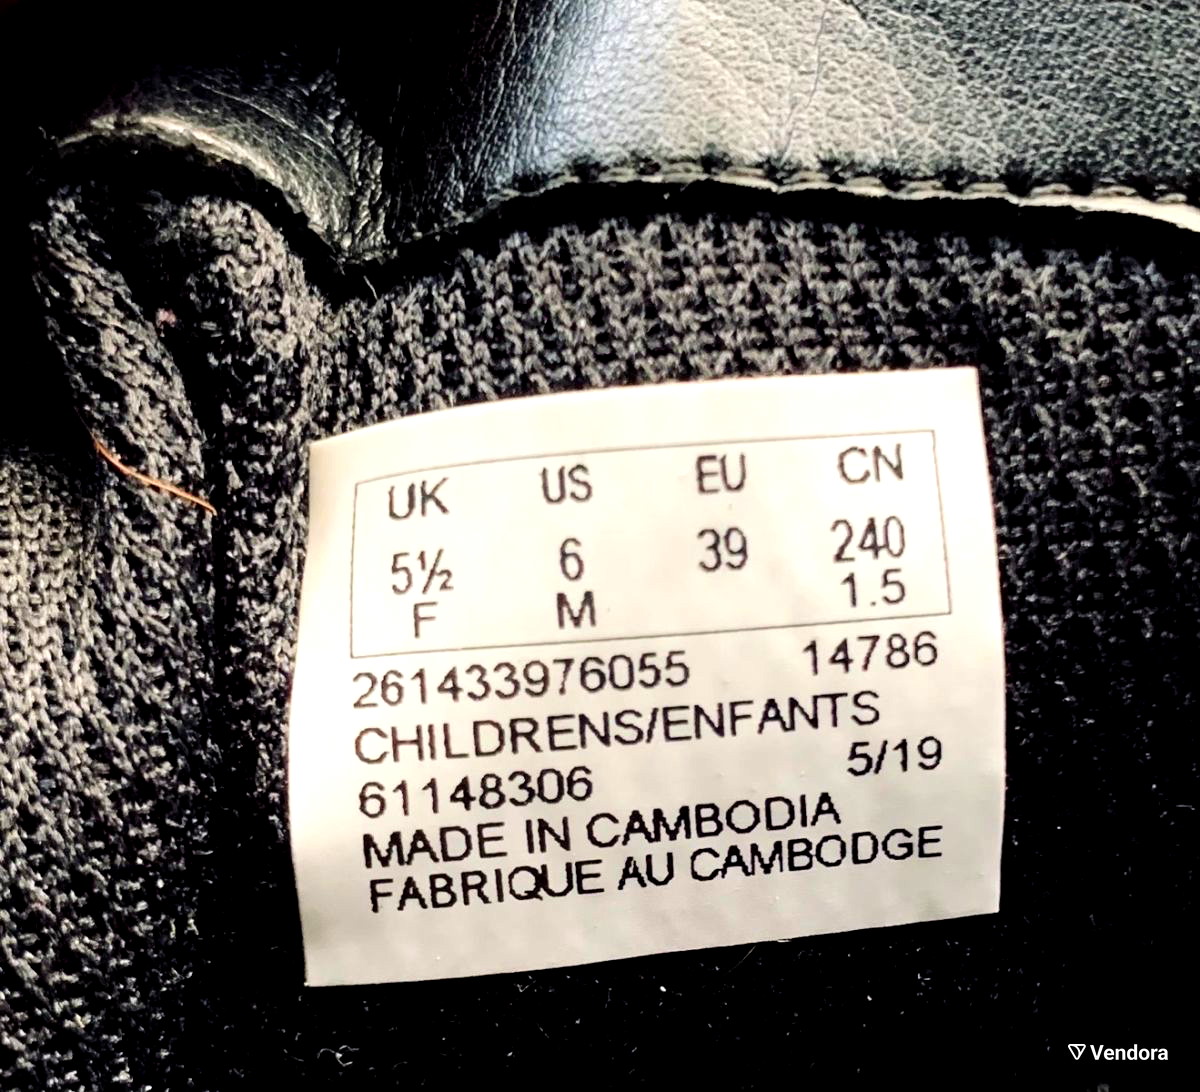 UK US EU CN
5½ 6 39 240
F M 1.5
261433976055 14786
CHILDRENS/ENFANTS
61148306 5/19
MADE IN CAMBODIA
FABRIQUE AU CAMBODGE
Vendora